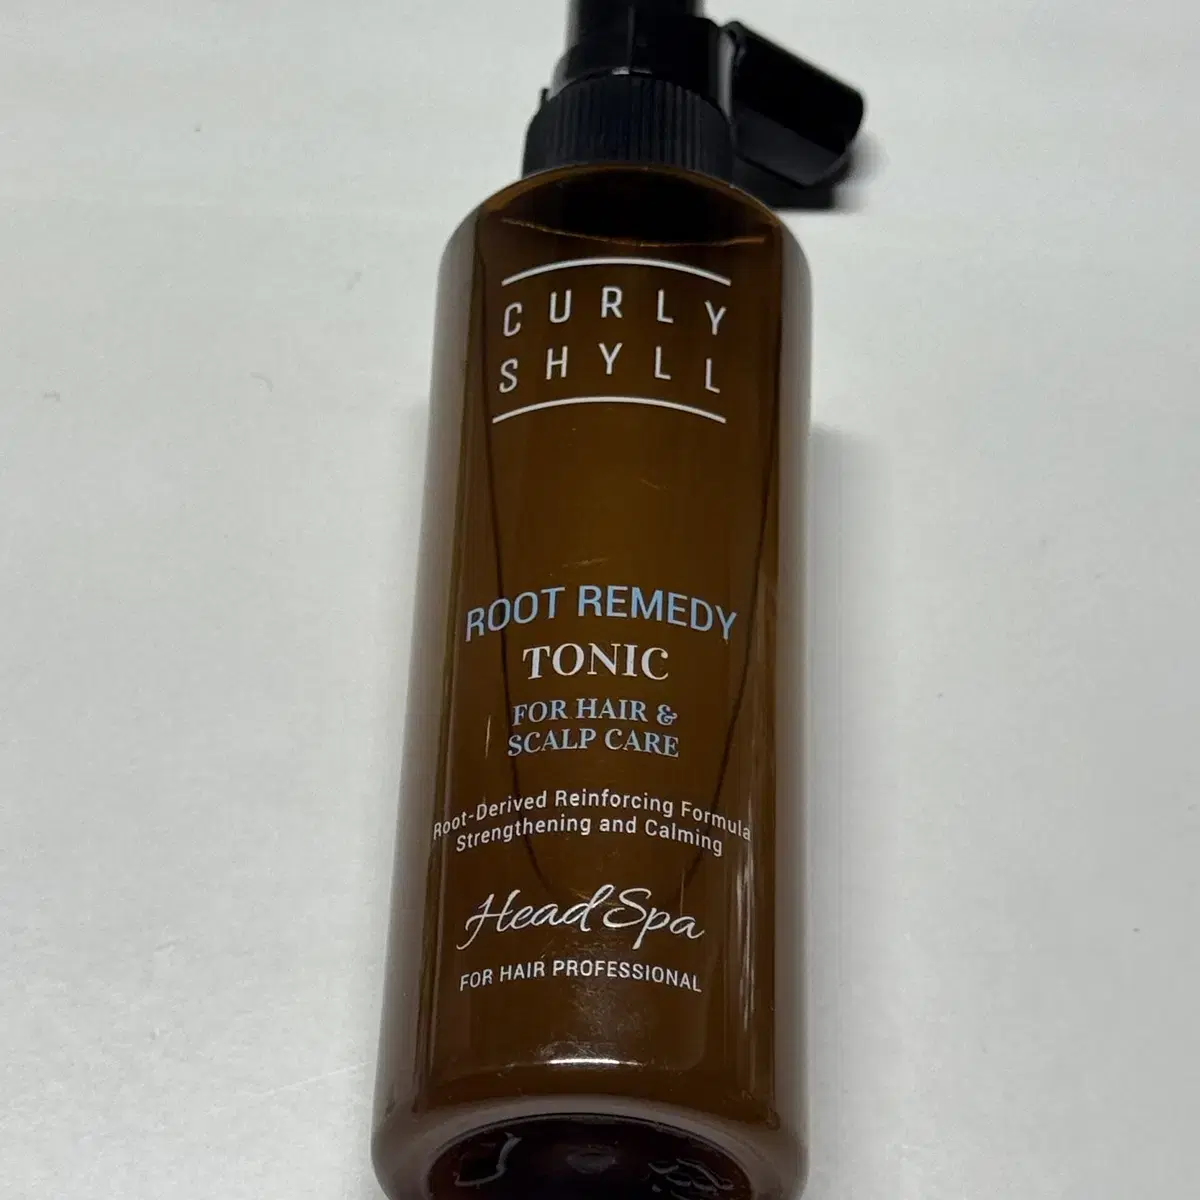 CURLY
SHYLL
ROOT REMEDY
TONIC
FOR HAIR &
SCALP CARE
Root-Derived Reinforcing Formula
Strengthening and Calming
Head Spa
FOR HAIR PROFESSIONAL